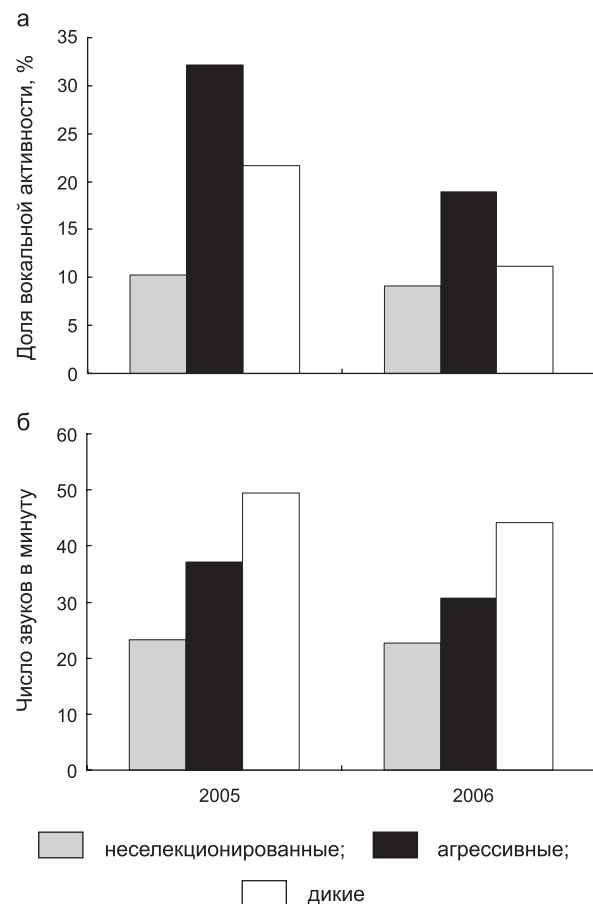 а
Доля вокальной активности, %
35
30
25
20
15
10
5
0
б
Число звуков в минуту
60
50
40
30
20
10
0
2005 2006
неселекционированные; агрессивные;
дикие